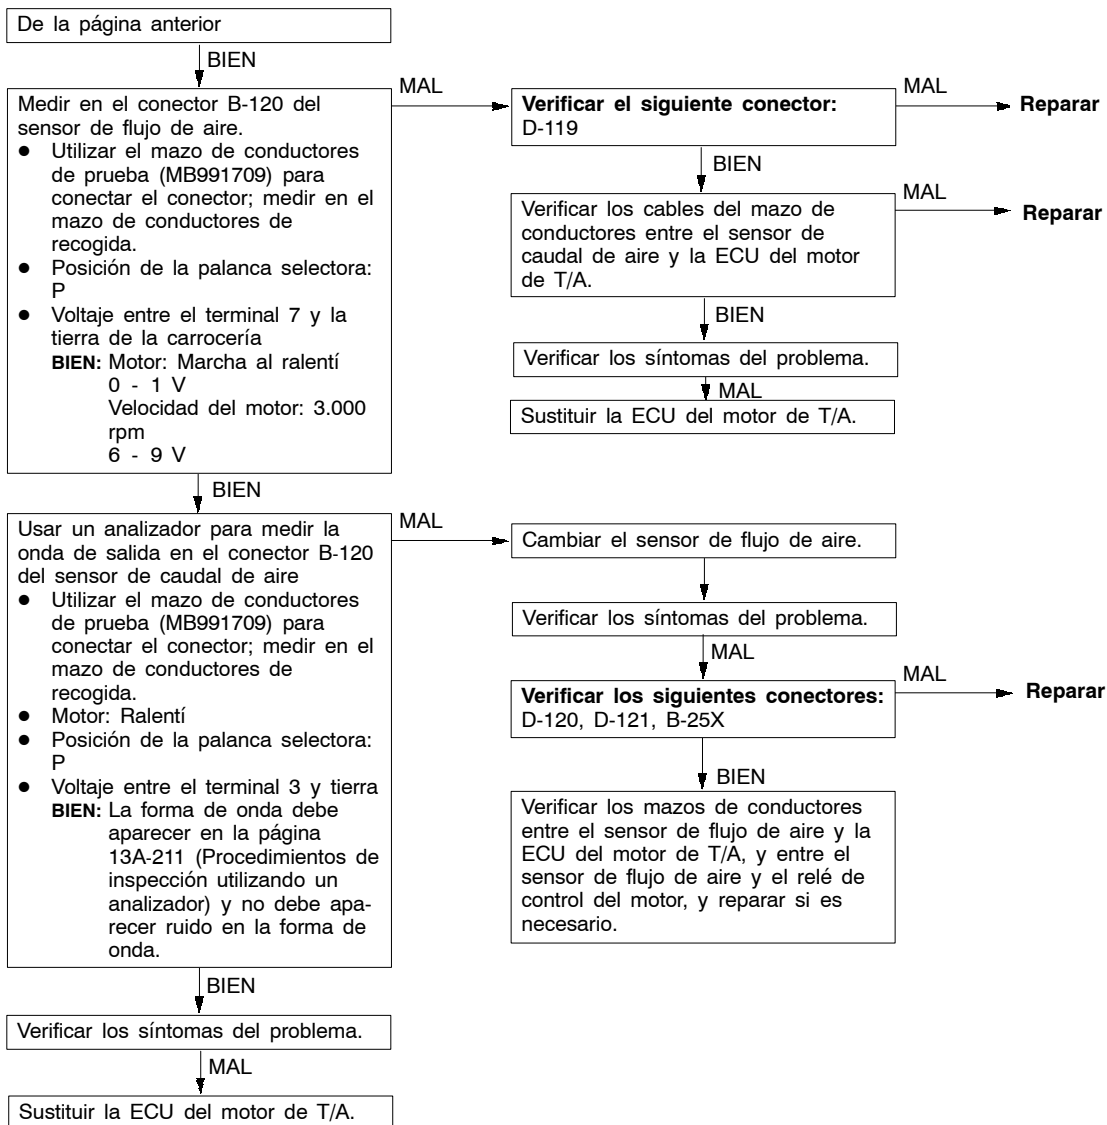 De la página anterior
BIEN
Medir en el conector B-120 del
sensor de flujo de aire.
● Utilizar el mazo de conductores
de prueba (MB991709) para
conectar el conector; medir en el
mazo de conductores de
recogida.
● Posición de la palanca selectora:
P
● Voltaje entre el terminal 7 y la
tierra de la carrocería
BIEN: Motor: Marcha al ralentí
0 - 1 V
Velocidad del motor: 3.000
rpm
6 - 9 V
MAL
Verificar el siguiente conector:
D-119
MAL
Reparar
BIEN
Verificar los cables del mazo de
conductores entre el sensor de
caudal de aire y la ECU del motor
de T/A.
MAL
Reparar
BIEN
Verificar los síntomas del problema.
MAL
Sustituir la ECU del motor de T/A.
BIEN
Usar un analizador para medir la
onda de salida en el conector B-120
del sensor de caudal de aire
● Utilizar el mazo de conductores
de prueba (MB991709) para
conectar el conector; medir en el
mazo de conductores de
recogida.
● Motor: Ralentí
● Posición de la palanca selectora:
P
● Voltaje entre el terminal 3 y tierra
BIEN: La forma de onda debe
aparecer en la página
13A-211 (Procedimientos de
inspección utilizando un
analizador) y no debe apa-
recer ruido en la forma de
onda.
MAL
Cambiar el sensor de flujo de aire.
Verificar los síntomas del problema.
MAL
Verificar los siguientes conectores:
D-120, D-121, B-25X
MAL
Reparar
BIEN
Verificar los mazos de conductores
entre el sensor de flujo de aire y la
ECU del motor de T/A, y entre el
sensor de flujo de aire y el relé de
control del motor, y reparar si es
necesario.
BIEN
Verificar los síntomas del problema.
MAL
Sustituir la ECU del motor de T/A.